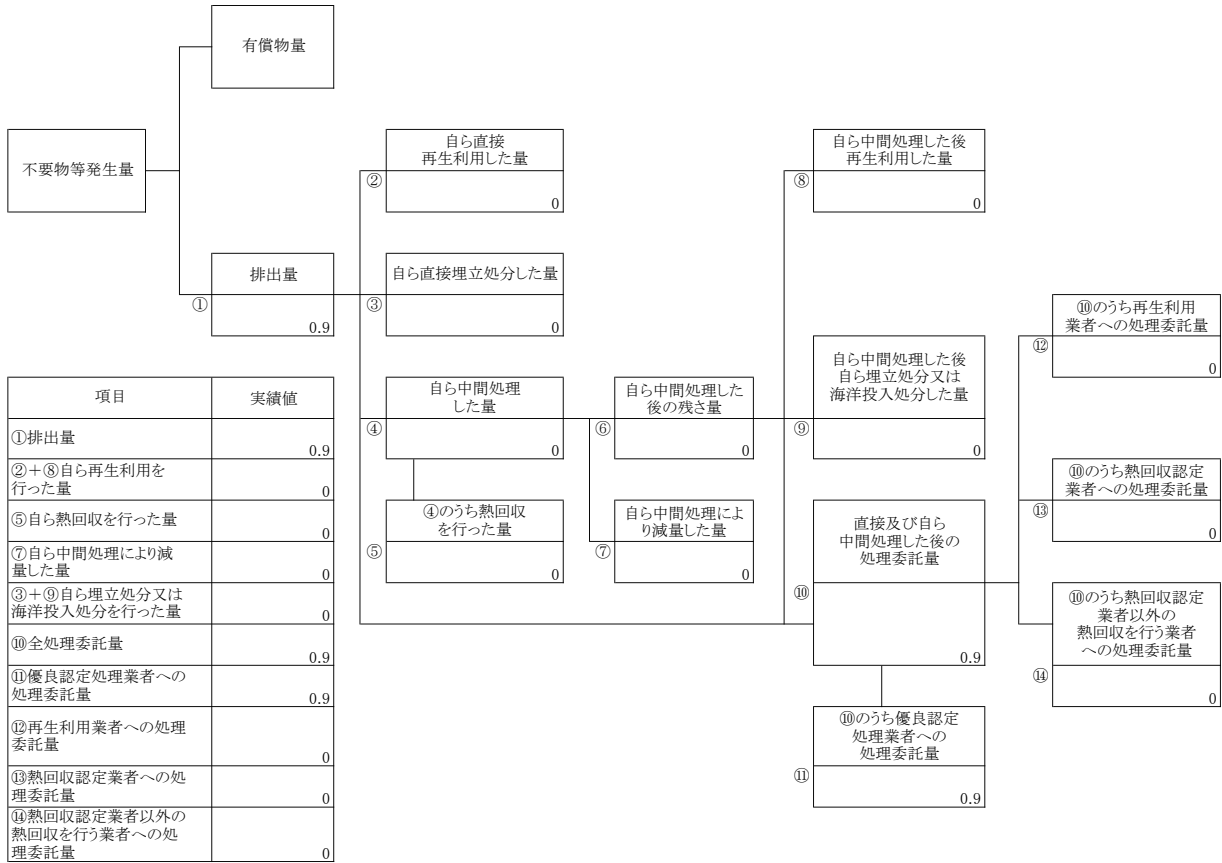 有償物量
不要物等発生量
自ら直接
再生利用した量
②
0
自ら中間処理した後
再生利用した量
⑧
0
排出量
①
0.9
自ら直接埋立処分した量
③
0
⑩のうち再生利用
業者への処理委託量
⑫
0
自ら中間処理
した量
④
0
自ら中間処理した
後の残さ量
⑥
0
自ら中間処理した後
自ら埋立処分又は
海洋投入処分した量
⑨
0
⑩のうち熱回収認定
業者への処理委託量
⑬
0
④のうち熱回収
を行った量
⑤
0
自ら中間処理によ
り減量した量
⑦
0
直接及び自ら
中間処理した後の
処理委託量
⑩
0.9
⑩のうち熱回収認定
業者以外の
熱回収を行う業者
への処理委託量
⑭
0
⑩のうち優良認定
処理業者への
処理委託量
⑪
0.9
項目 実績値
①排出量
0.9
②+⑧自ら再生利用を
行った量 0
⑤自ら熱回収を行った量
0
⑦自ら中間処理により減
量した量 0
③+⑨自ら埋立処分又は
海洋投入処分を行った量 0
⑩全処理委託量
0.9
⑪優良認定処理業者への
処理委託量 0.9
⑫再生利用業者への処理
委託量
0
⑬熱回収認定業者への処
理委託量 0
⑭熱回収認定業者以外の
熱回収を行う業者への処
理委託量 0